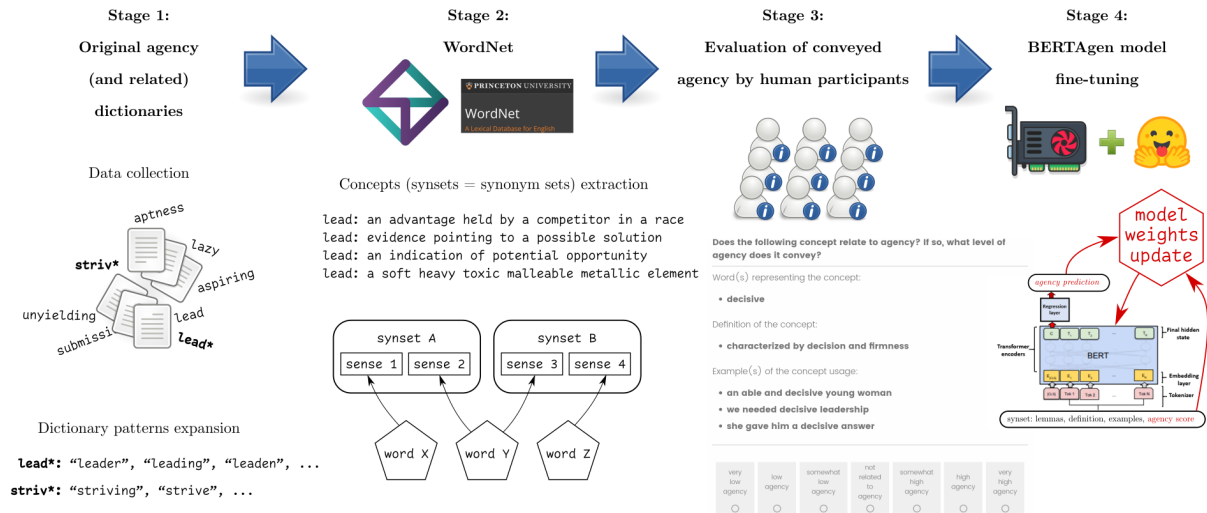 Stage 1:
Original agency
(and related)
dictionaries
Data collection
aptness
lazy
striv*
aspiring
unyielding
lead
submissi
lead*
Dictionary patterns expansion
lead*: “leader”, “leading”, “leaden”, ...
striv*: “striving”, “strive”, ...
Stage 2:
WordNet
PRINCETON UNIVERSITY
WordNet
A Lexical Database for English
Concepts (synsets = synonym sets) extraction
lead: an advantage held by a competitor in a race
lead: evidence pointing to a possible solution
lead: an indication of potential opportunity
lead: a soft heavy toxic malleable metallic element
synset A
sense 1
sense 2
synset B
sense 3
sense 4
word X
word Y
word Z
Stage 3:
Evaluation of conveyed
agency by human participants
Does the following concept relate to agency? If so, what level of
agency does it convey?
Word(s) representing the concept:
• decisive
Definition of the concept:
• characterized by decision and firmness
Example(s) of the concept usage:
• an able and decisive young woman
• we needed decisive leadership
• she gave him a decisive answer
very low agency
low agency
somewhat low agency
not related to agency
somewhat high agency
high agency
very high agency
Stage 4:
BERTAgen model
fine-tuning
model
weights
update
agency prediction
Regression
layer
Final hidden
state
Transformer
encoders
BERT
Embedding
layer
Tokenizer
Tok 1
Tok 2
Tok N
synset: lemmas, definition, examples, agency score